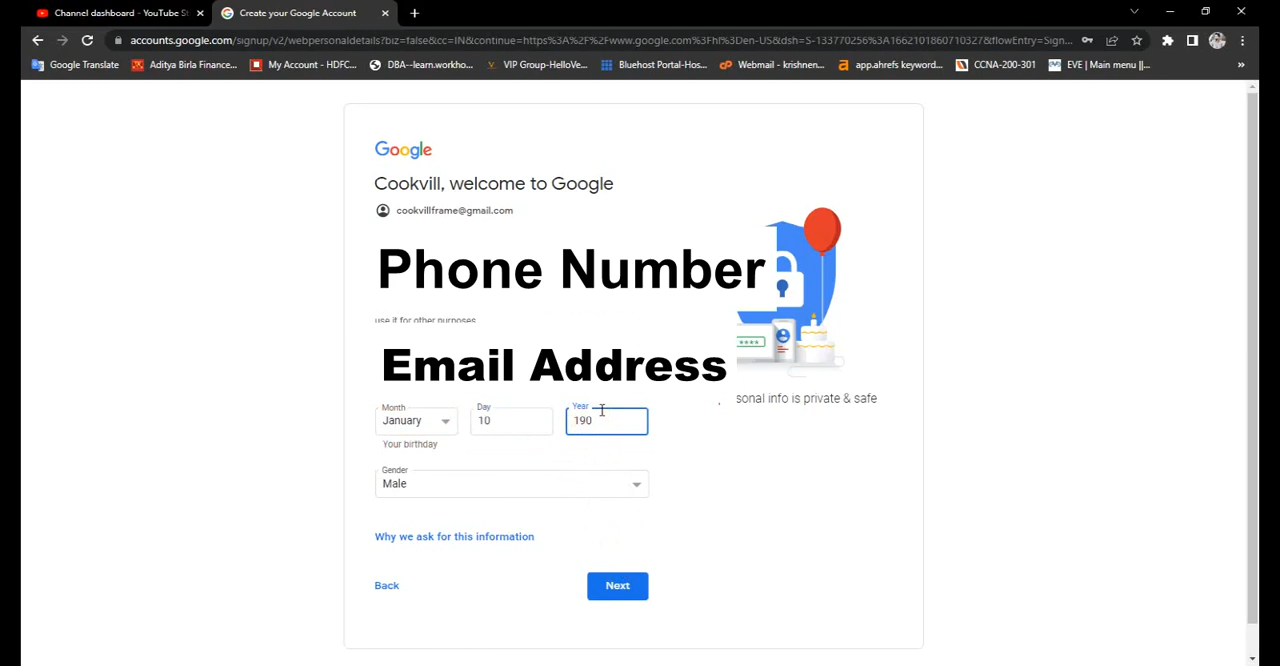 Channel dashboard - YouTube St
Create your Google Account
accounts.google.com/signup/v2/webpersonaldetails?biz=false&cc=IN&continue=https%3A%2F%2Fwww.google.com%2F%3Fhl%3Den-US&dsh=S-133770256%3A1662101860710327&flowEntry=Sign...
Google Translate
Aditya Birla Finance...
My Account - HDFC...
DBA--learn.workho...
VIP Group-HelloVe...
Bluehost Portal-Hos...
Webmail - krishnen...
app.ahrefs keyword...
CCNA-200-301
EVE | Main menu ||...
Google
Cookvill, welcome to Google
cookvillframe@gmail.com
Phone Number
use it for other purposes
Email Address
sonal info is private & safe
Month
Day
Year
January
10
190
Your birthday
Gender
Male
Why we ask for this information
Back
Next